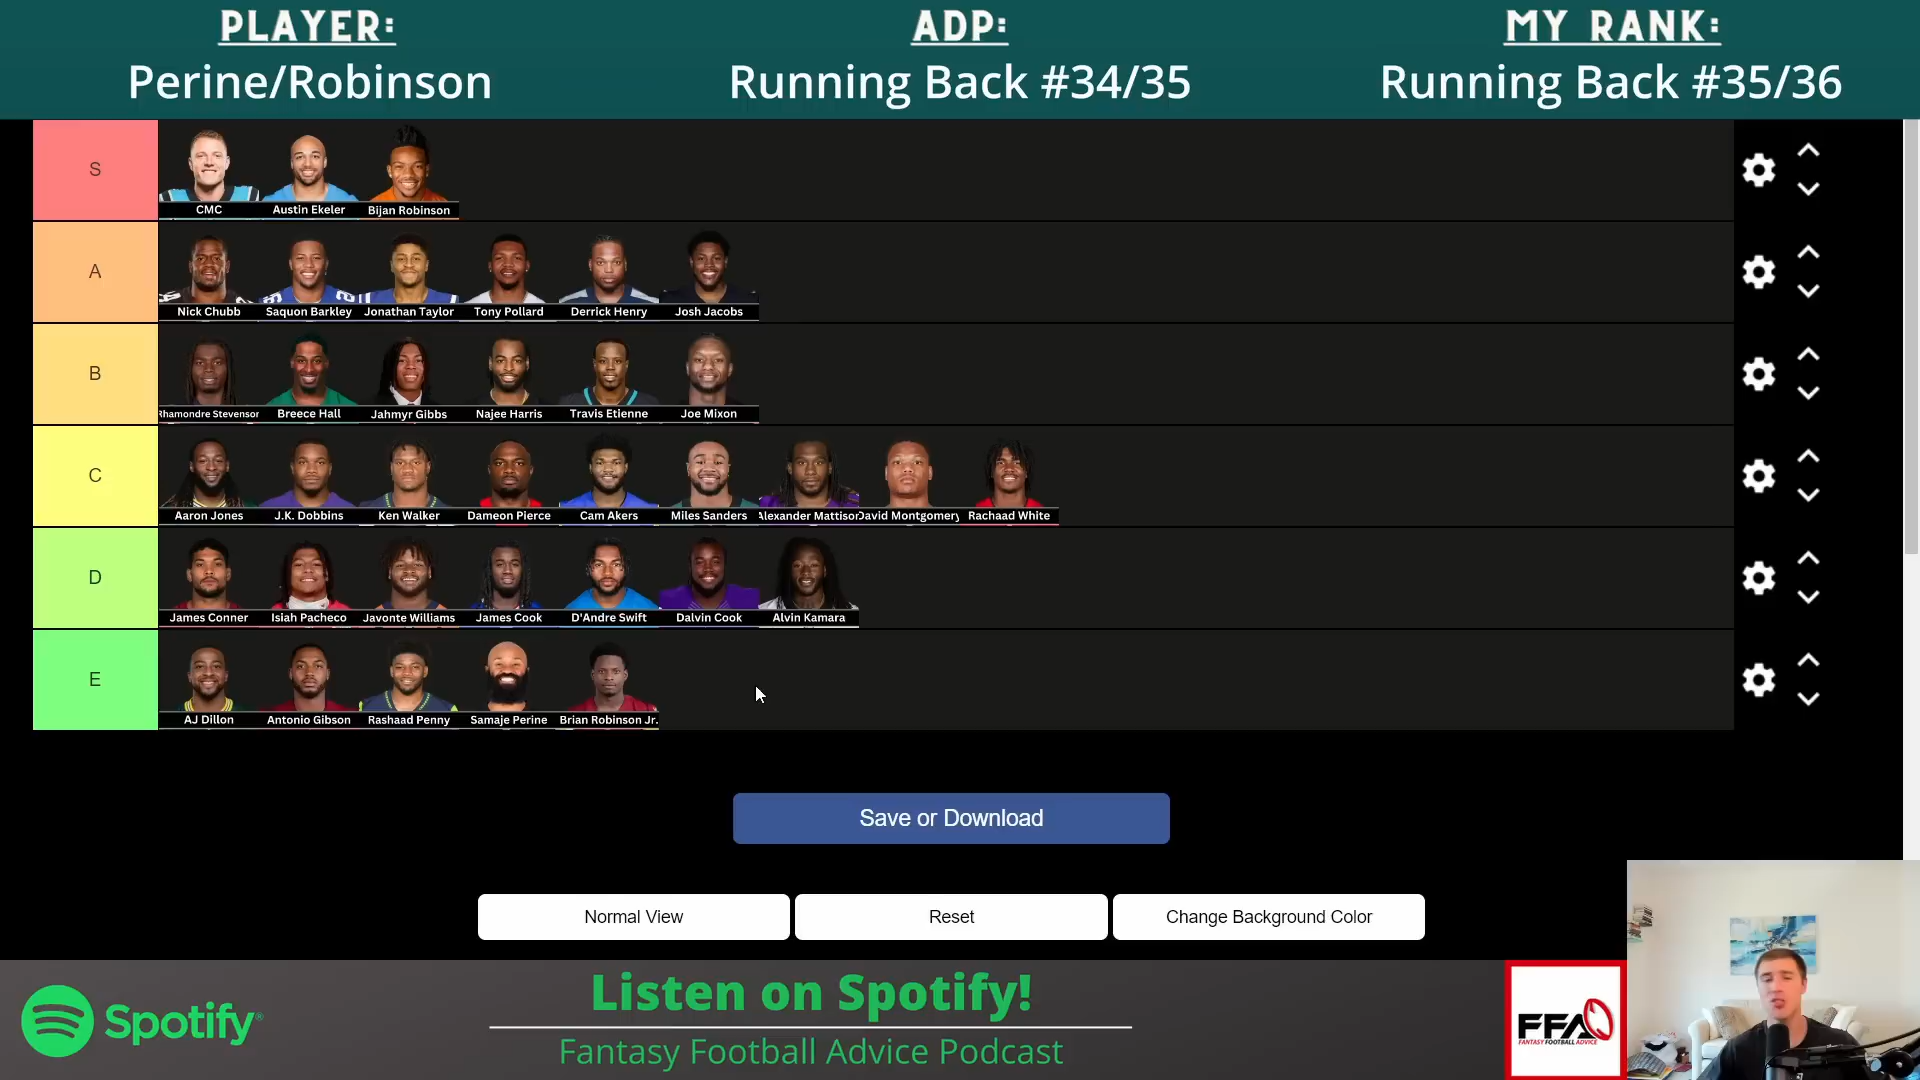 PLAYER:
ADP:
MY RANK:
Perine/Robinson
Running Back #34/35
Running Back #35/36
S
CMC
Austin Ekeler
Bijan Robinson
A
Nick Chubb
Saquon Barkley
Jonathan Taylor
Tony Pollard
Derrick Henry
Josh Jacobs
B
Rhamondre Stevenson
Breece Hall
Jahmyr Gibbs
Najee Harris
Travis Etienne
Joe Mixon
C
Aaron Jones
J.K. Dobbins
Ken Walker
Dameon Pierce
Cam Akers
Miles Sanders
Alexander Mattison
David Montgomery
Rachaad White
D
James Conner
Isiah Pacheco
Javonte Williams
James Cook
D'Andre Swift
Dalvin Cook
Alvin Kamara
E
AJ Dillon
Antonio Gibson
Rashaad Penny
Samaje Perine
Brian Robinson Jr.
Save or Download
Normal View
Reset
Change Background Color
Spotify®
Listen on Spotify!
Fantasy Football Advice Podcast
FFA
FANTASY FOOTBALL ADVICE